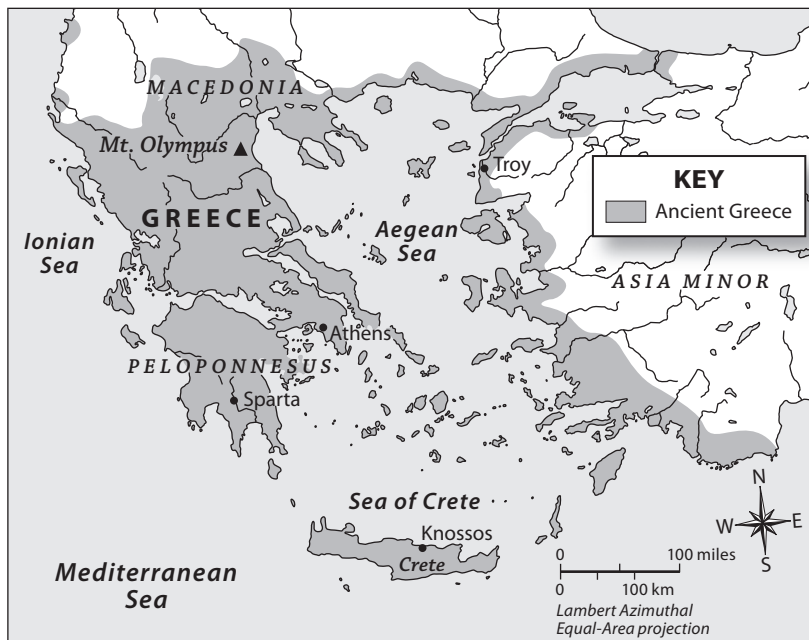 MACEDONIA
Mt. Olympus
Troy
KEY
Ancient Greece
GREECE
Ionian
Sea
Aegean
Sea
ASIA MINOR
Athens
PELOPONNESUS
Sparta
Sea of Crete
Knossos
Crete
Mediterranean
Sea
N
W
E
S
0 100 miles
0 100 km
Lambert Azimuthal
Equal-Area projection